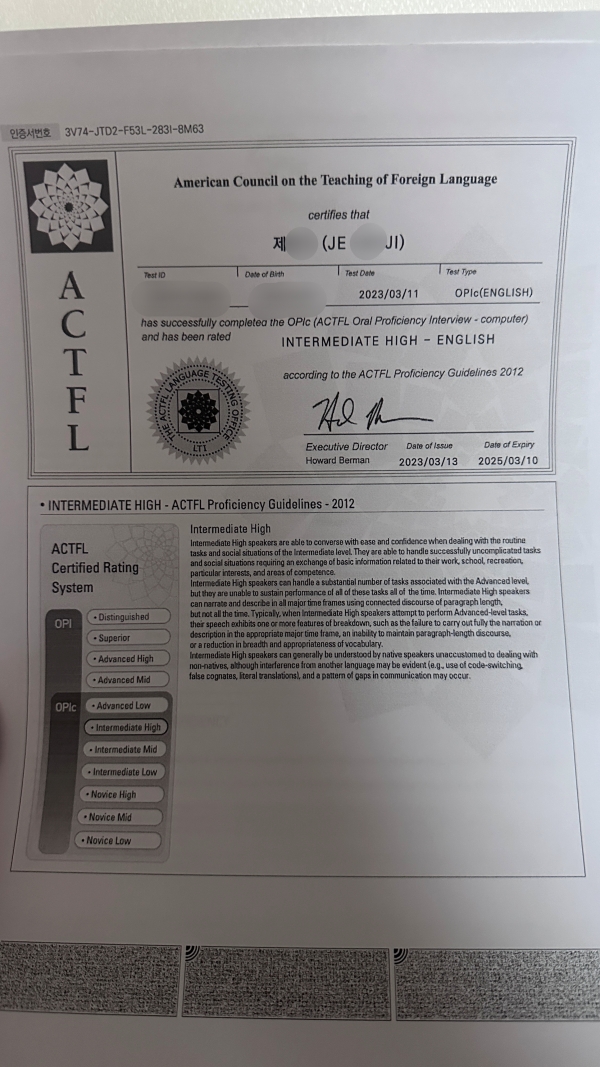 인증서번호 3V74-JTD2-F53L-283I-8M63
American Council on the Teaching of Foreign Language
certifies that
제 (JE JI)
Test ID Date of Birth Test Date Test Type
2023/03/11 OPIc(ENGLISH)
has successfully completed the OPIc (ACTFL Oral Proficiency Interview - computer)
and has been rated INTERMEDIATE HIGH - ENGLISH
according to the ACTFL Proficiency Guidelines 2012
ACTFL
THE ACTFL LANGUAGE TESTING OFFICE
LTI
Executive Director Date of Issue Date of Expiry
Howard Berman 2023/03/13 2025/03/10
• INTERMEDIATE HIGH - ACTFL Proficiency Guidelines - 2012
ACTFL
Certified Rating
System
OPI
• Distinguished
• Superior
• Advanced High
• Advanced Mid
OPIc
• Advanced Low
• Intermediate High
• Intermediate Mid
• Intermediate Low
• Novice High
• Novice Mid
• Novice Low
Intermediate High
Intermediate High speakers are able to converse with ease and confidence when dealing with the routine
tasks and social situations of the Intermediate level. They are able to handle successfully uncomplicated tasks
and social situations requiring an exchange of basic information related to their work, school, recreation,
particular interests, and areas of competence.
Intermediate High speakers can handle a substantial number of tasks associated with the Advanced level,
but they are unable to sustain performance of all of these tasks all of the time. Intermediate High speakers
can narrate and describe in all major time frames using connected discourse of paragraph length,
but not all the time. Typically, when Intermediate High speakers attempt to perform Advanced-level tasks,
their speech exhibits one or more features of breakdown, such as the failure to carry out fully the narration or
description in the appropriate major time frame, an inability to maintain paragraph-length discourse,
or a reduction in breadth and appropriateness of vocabulary.
Intermediate High speakers can generally be understood by native speakers unaccustomed to dealing with
non-natives, although interference from another language may be evident (e.g., use of code-switching,
false cognates, literal translations), and a pattern of gaps in communication may occur.